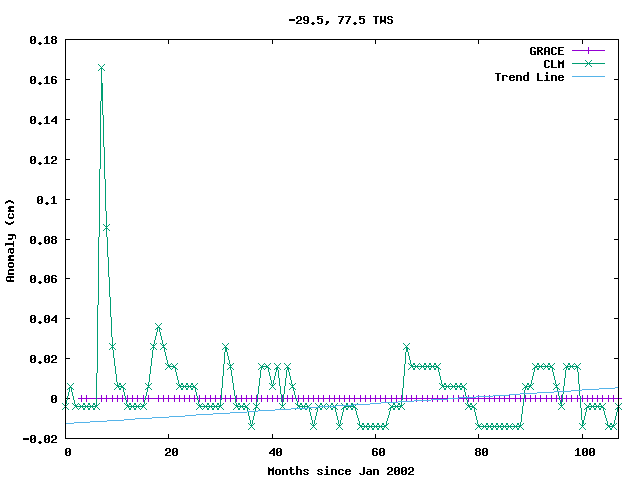 -29.5, 77.5 TWS
0.18
0.16
0.14
0.12
0.1
0.08
0.06
0.04
0.02
0
-0.02
Anomaly (cm)
GRACE
CLM
Trend Line
0 20 40 60 80 100
Months since Jan 2002